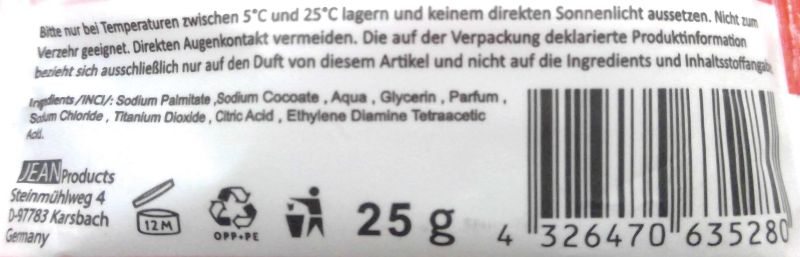 Bitte nur bei Temperaturen zwischen 5°C und 25°C lagern und keinem direkten Sonnenlicht aussetzen. Nicht zum
Verzehr geeignet. Direkten Augenkontakt vermeiden. Die auf der Verpackung deklarierte Produktinformation
bezieht sich ausschließlich nur auf den Duft von diesem Artikel und nicht auf die Ingredients und Inhaltsstoffangabe
Ingredients /INCI/: Sodium Palmitate ,Sodium Cocoate , Aqua , Glycerin , Parfum ,
Sodium Chloride , Titanium Dioxide , Citric Acid , Ethylene Diamine Tetraacetic
Acid.
JEAN Products
Steinmühlweg 4
D-97783 Karsbach
Germany
12 M
OPP+PE
25 g
4 326470 635280